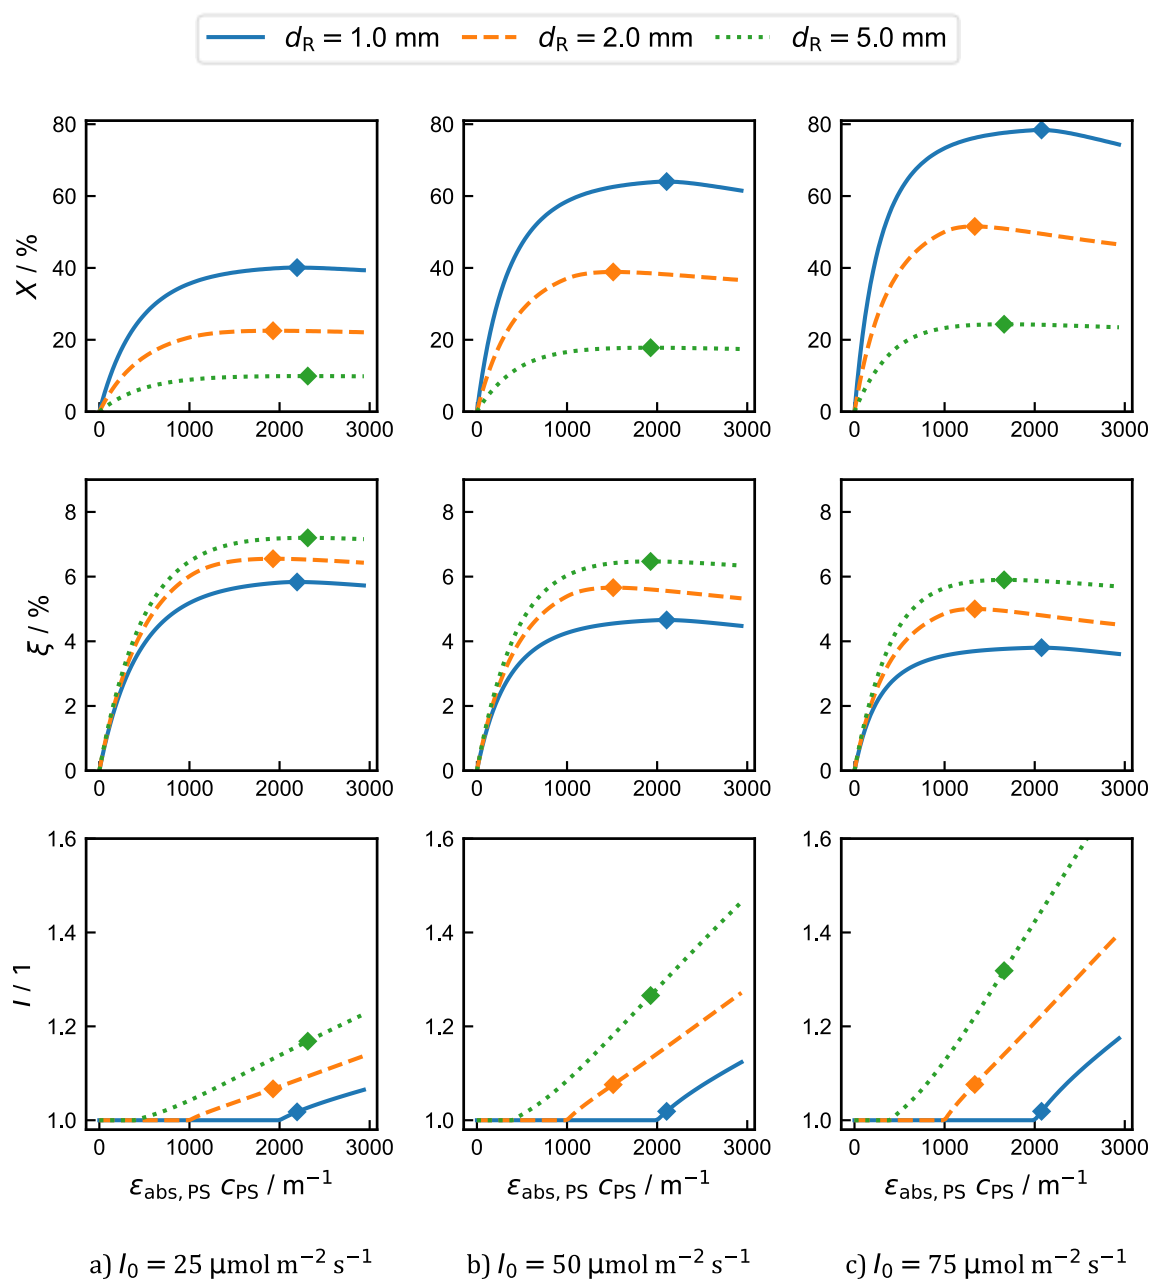 d_R = 1.0 mm d_R = 2.0 mm d_R = 5.0 mm
80
60
40
20
0
X / %
0 1000 2000 3000
80
60
40
20
0
0 1000 2000 3000
80
60
40
20
0
0 1000 2000 3000
8
6
4
2
0
ξ / %
0 1000 2000 3000
8
6
4
2
0
0 1000 2000 3000
8
6
4
2
0
0 1000 2000 3000
1.6
1.4
1.2
1.0
I / 1
0 1000 2000 3000
ε_abs, PS c_PS / m⁻¹
1.6
1.4
1.2
1.0
0 1000 2000 3000
ε_abs, PS c_PS / m⁻¹
1.6
1.4
1.2
1.0
0 1000 2000 3000
ε_abs, PS c_PS / m⁻¹
a) I₀ = 25 μmol m⁻² s⁻¹
b) I₀ = 50 μmol m⁻² s⁻¹
c) I₀ = 75 μmol m⁻² s⁻¹